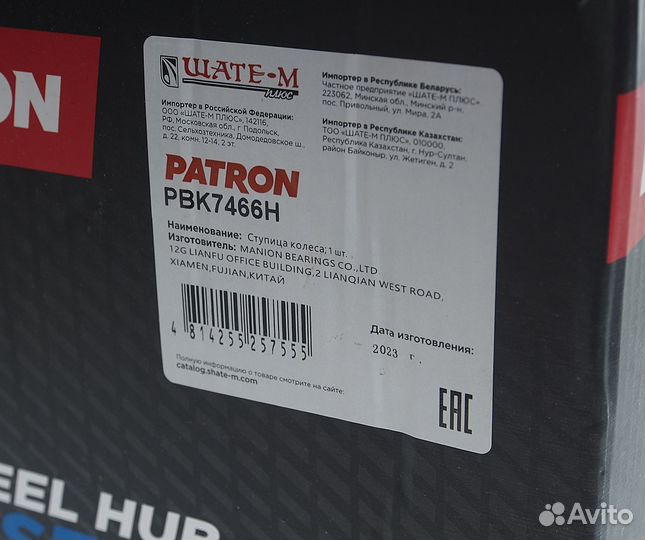 ON
ШАТЕ-М
ПЛЮС
Импортер в Российской Федерации:
ООО «ШАТЕ-М ПЛЮС», 142116,
РФ, Московская обл., г Подольск,
пос. Сельхозтехника, Домодедовское ш.,
д. 22, комн. 12-14, 2 эт.
Импортер в Республике Беларусь:
Частное предприятие «ШАТЕ-М ПЛЮС».
223062, Минская обл., Минский р-н,
пос. Привольный, ул. Мира, 2А
Импортер в Республике Казахстан:
ТОО «ШАТЕ-М ПЛЮС», 010000,
Республика Казахстан, г. Нур-Султан,
район Байконыр, ул. Жетиген, д. 2
PATRON
PBK7466H
Наименование: Ступица колеса; 1 шт.
Изготовитель: MANION BEARINGS CO.,LTD
12G LIANFU OFFICE BUILDING,2 LIANQIAN WEST ROAD,
XIAMEN,FUJIAN,КИТАЙ
4 814255 257555
Дата изготовления:
2023 г.
Полную информацию о товаре смотрите на сайте:
catalog.shate-m.com
EAC
EEL HUB
Avito